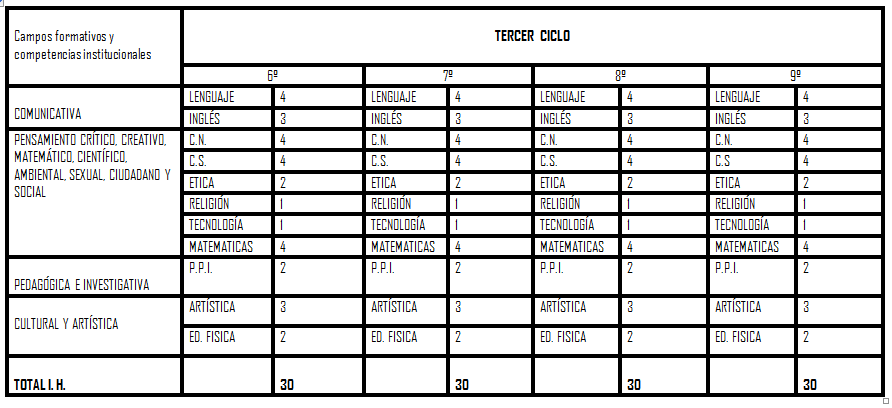 Campos formativos y
competencias institucionales
TERCER CICLO
6º 7º 8º 9º
COMUNICATIVA
LENGUAJE 4 LENGUAJE 4 LENGUAJE 4 LENGUAJE 4
INGLÉS 3 INGLÉS 3 INGLÉS 3 INGLÉS 3
PENSAMIENTO CRÍTICO, CREATIVO,
MATEMÁTICO, CIENTÍFICO,
AMBIENTAL, SEXUAL, CIUDADANO Y
SOCIAL
C.N. 4 C.N. 4 C.N. 4 C.N. 4
C.S. 4 C.S. 4 C.S. 4 C.S 4
ETICA 2 ETICA 2 ETICA 2 ETICA 2
RELIGIÓN 1 RELIGIÓN 1 RELIGIÓN 1 RELIGIÓN 1
TECNOLOGÍA 1 TECNOLOGÍA 1 TECNOLOGÍA 1 TECNOLOGÍA 1
MATEMATICAS 4 MATEMATICAS 4 MATEMATICAS 4 MATEMATICAS 4
PEDAGÓGICA E INVESTIGATIVA
P.P.I. 2 P.P.I. 2 P.P.I. 2 P.P.I. 2
CULTURAL Y ARTÍSTICA
ARTÍSTICA 3 ARTÍSTICA 3 ARTÍSTICA 3 ARTÍSTICA 3
ED. FISICA 2 ED. FISICA 2 ED. FISICA 2 ED. FISICA 2
TOTAL I. H. 30 30 30 30